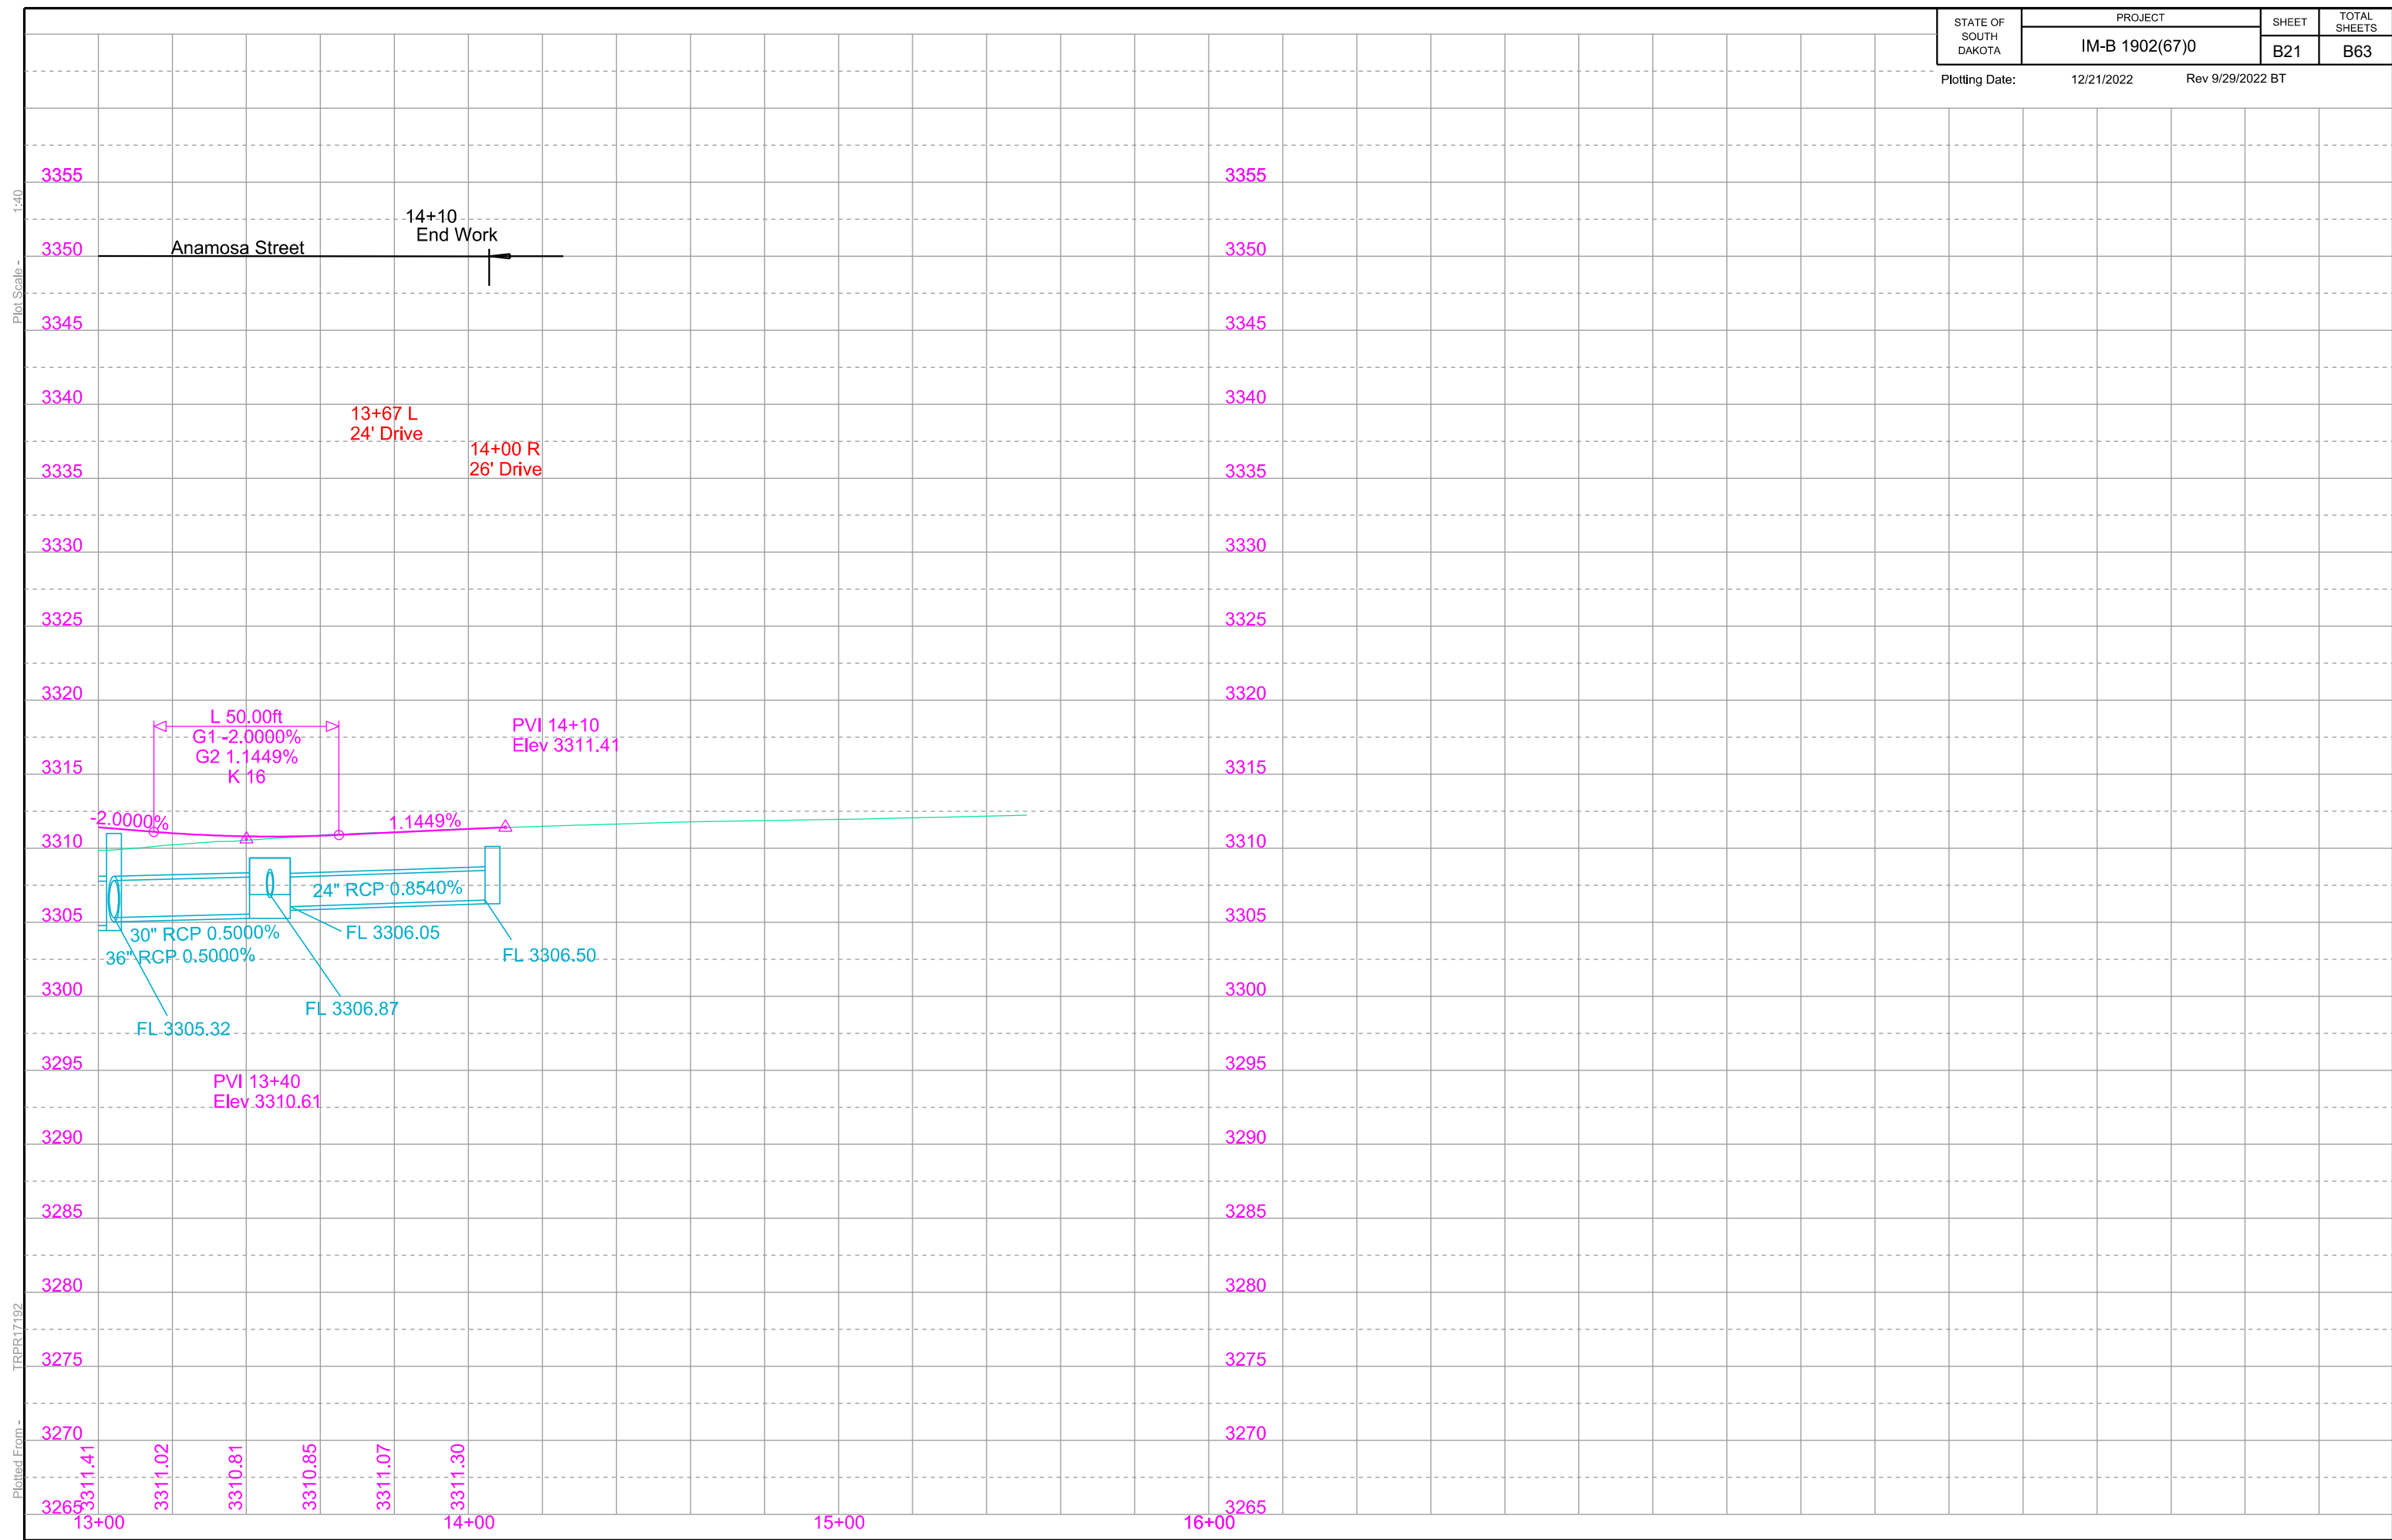 STATE OF
SOUTH
DAKOTA
PROJECT
IM-B 1902(67)0
SHEET
B21
TOTAL
SHEETS
B63
Plotting Date:
12/21/2022
Rev 9/29/2022 BT
Plot Scale - 1:40
TRPR17192
Plotted From -
3355
3355
14+10
End Work
Anamosa Street
3350
3350
3345
3345
3340
3340
13+67 L
24' Drive
14+00 R
26' Drive
3335
3335
3330
3330
3325
3325
3320
3320
L 50.00ft
G1 -2.0000%
G2 1.1449%
K 16
PVI 14+10
Elev 3311.41
3315
3315
-2.0000%
1.1449%
3310
3310
24" RCP 0.8540%
3305
3305
30" RCP 0.5000%
36" RCP 0.5000%
FL 3306.05
FL 3306.50
3300
3300
FL 3306.87
FL 3305.32
3295
3295
PVI 13+40
Elev 3310.61
3290
3290
3285
3285
3280
3280
3275
3275
3270
3270
3311.41
3311.02
3310.81
3310.85
3311.07
3311.30
3265
3265
13+00
14+00
15+00
16+00